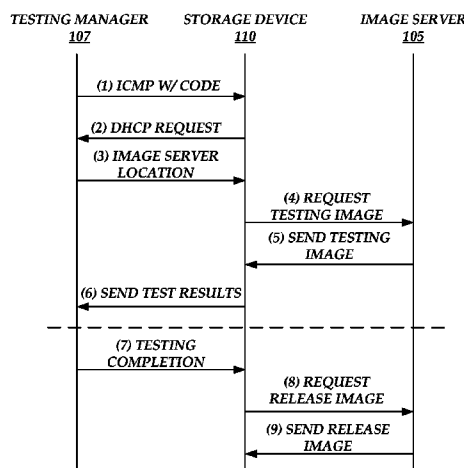 TESTING MANAGER STORAGE DEVICE IMAGE SERVER
107 110 105
(1) ICMP W/ CODE
(2) DHCP REQUEST
(3) IMAGE SERVER
LOCATION
(4) REQUEST
TESTING IMAGE
(5) SEND TESTING
IMAGE
(6) SEND TEST RESULTS
(7) TESTING
COMPLETION
(8) REQUEST
RELEASE IMAGE
(9) SEND RELEASE
IMAGE